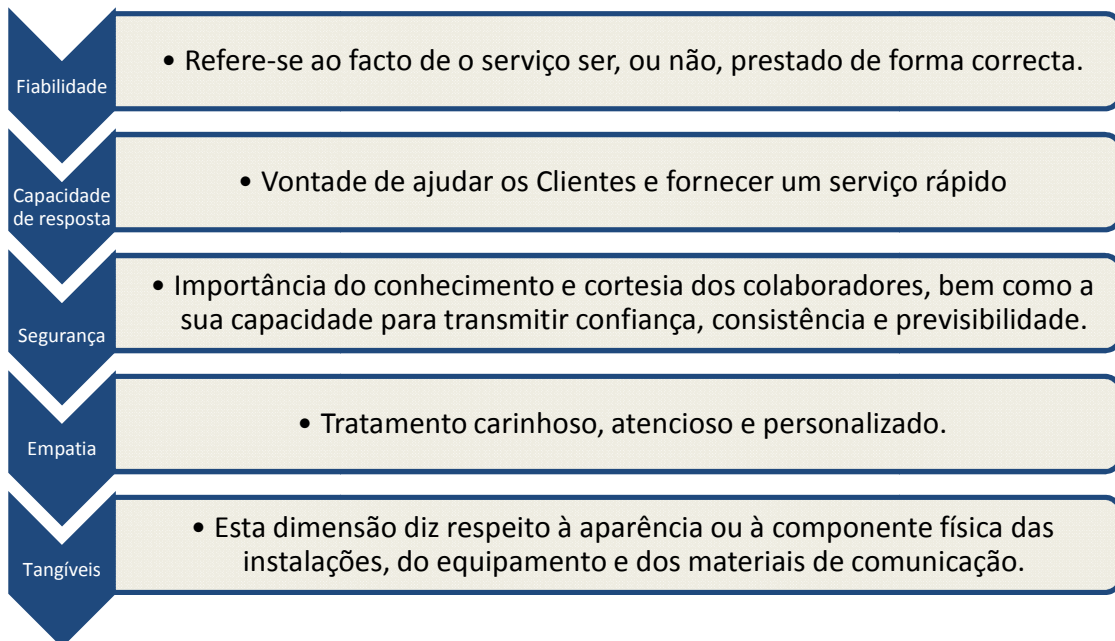 Fiabilidade
• Refere-se ao facto de o serviço ser, ou não, prestado de forma correcta.
Capacidade
de resposta
• Vontade de ajudar os Clientes e fornecer um serviço rápido
Segurança
• Importância do conhecimento e cortesia dos colaboradores, bem como a
sua capacidade para transmitir confiança, consistência e previsibilidade.
Empatia
• Tratamento carinhoso, atencioso e personalizado.
Tangíveis
• Esta dimensão diz respeito à aparência ou à componente física das
instalações, do equipamento e dos materiais de comunicação.